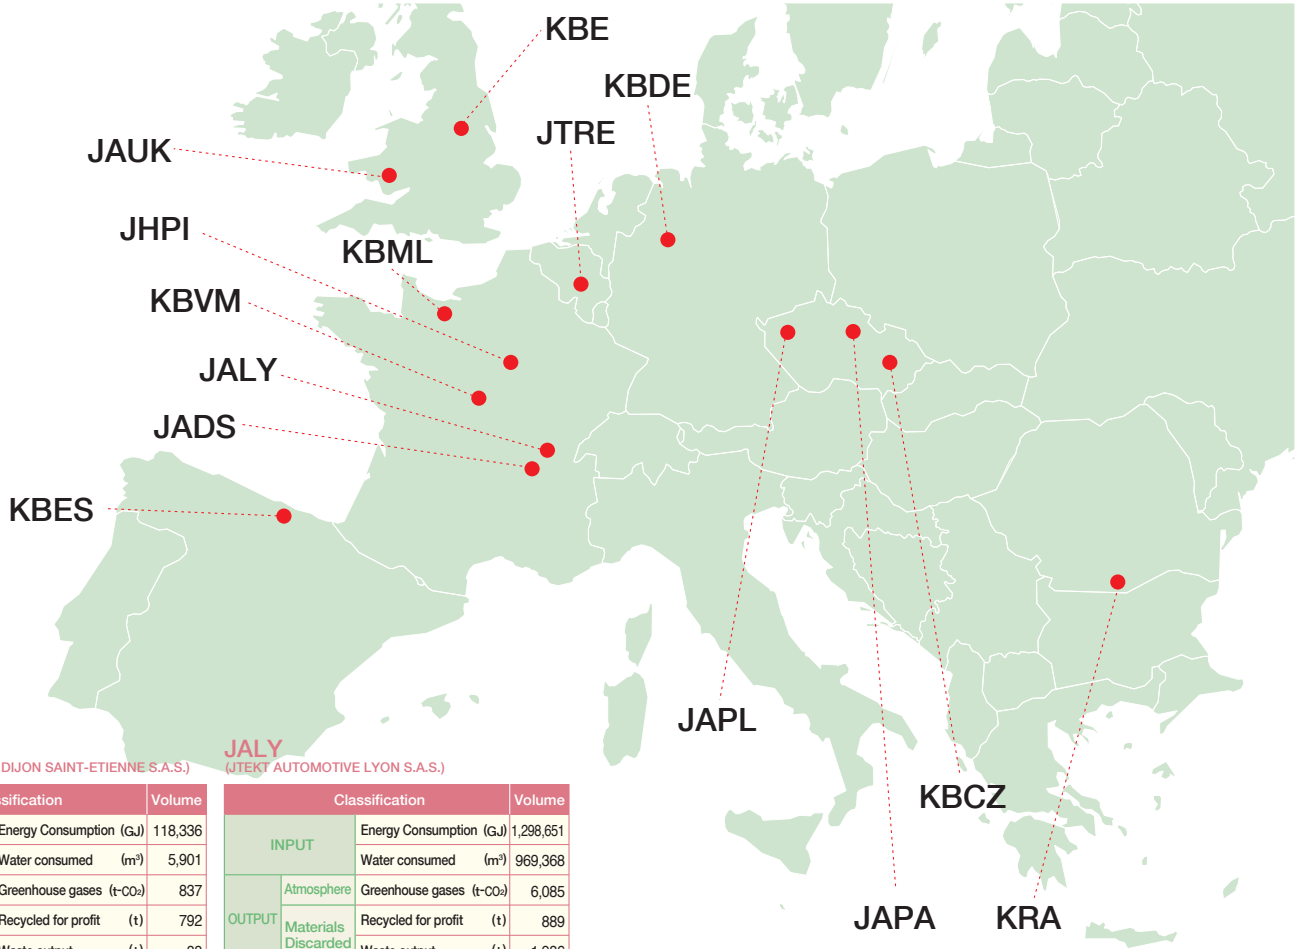 KBE
KBDE
JTRE
JAUK
JHPI
KBML
KBVM
JALY
JADS
KBES
JAPL
KBCZ
JAPA
KRA
DIJON SAINT-ETIENNE S.A.S.)
ssification Volume
Energy Consumption (GJ) 118,336
Water consumed (m³) 5,901
Greenhouse gases (t-CO₂) 837
Recycled for profit (t) 792
JALY
(JTEKT AUTOMOTIVE LYON S.A.S.)
Classification Volume
INPUT Energy Consumption (GJ) 1,298,651
Water consumed (m³) 969,368
OUTPUT Atmosphere Greenhouse gases (t-CO₂) 6,085
Materials Discarded Recycled for profit (t) 889